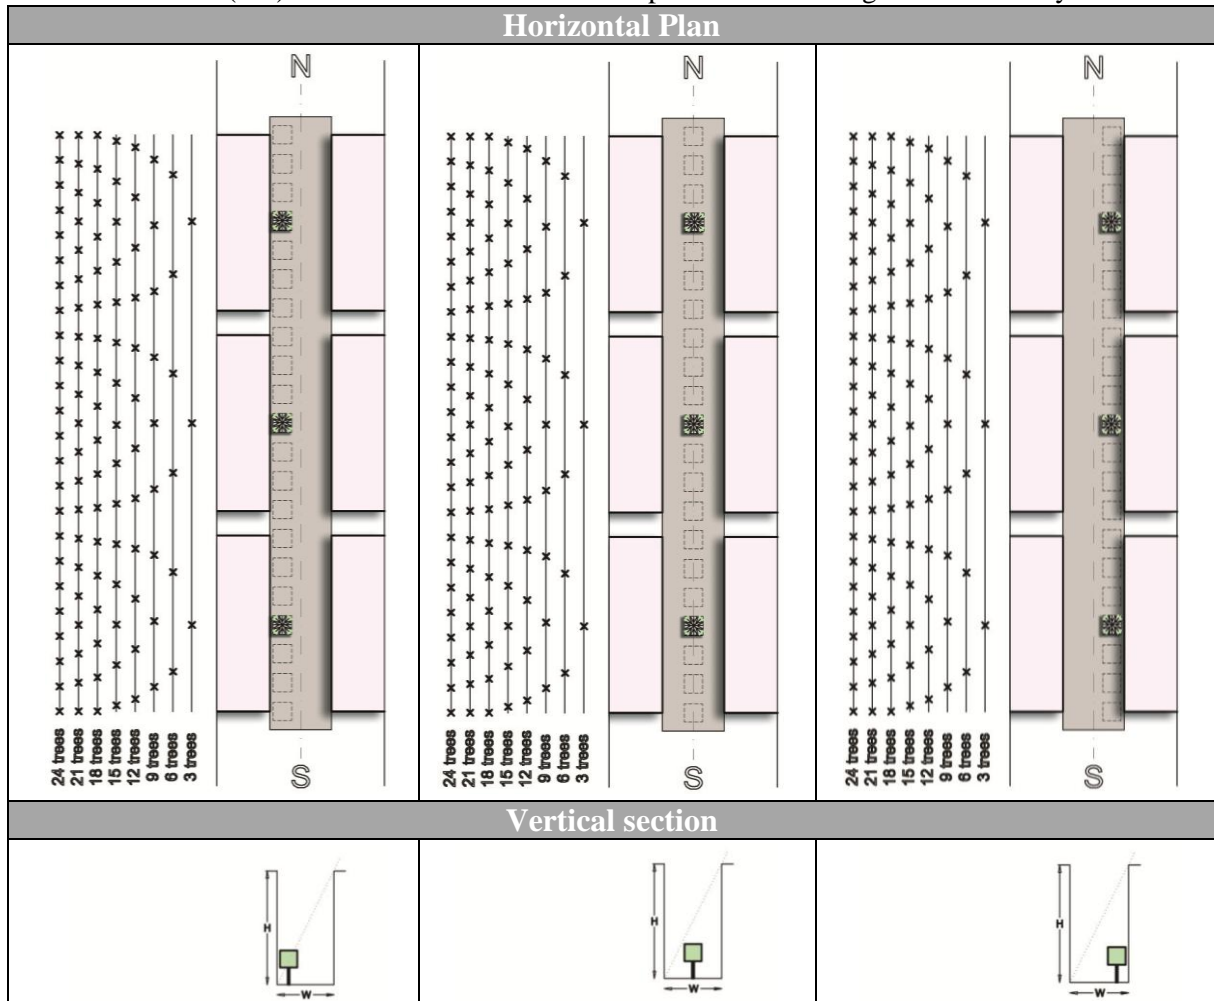 Horizontal Plan
N
N
N
24 trees
21 trees
18 trees
15 trees
12 trees
9 trees
6 trees
3 trees
S
24 trees
21 trees
18 trees
15 trees
12 trees
9 trees
6 trees
3 trees
S
24 trees
21 trees
18 trees
15 trees
12 trees
9 trees
6 trees
3 trees
S
Vertical section
H
W
H
W
H
W